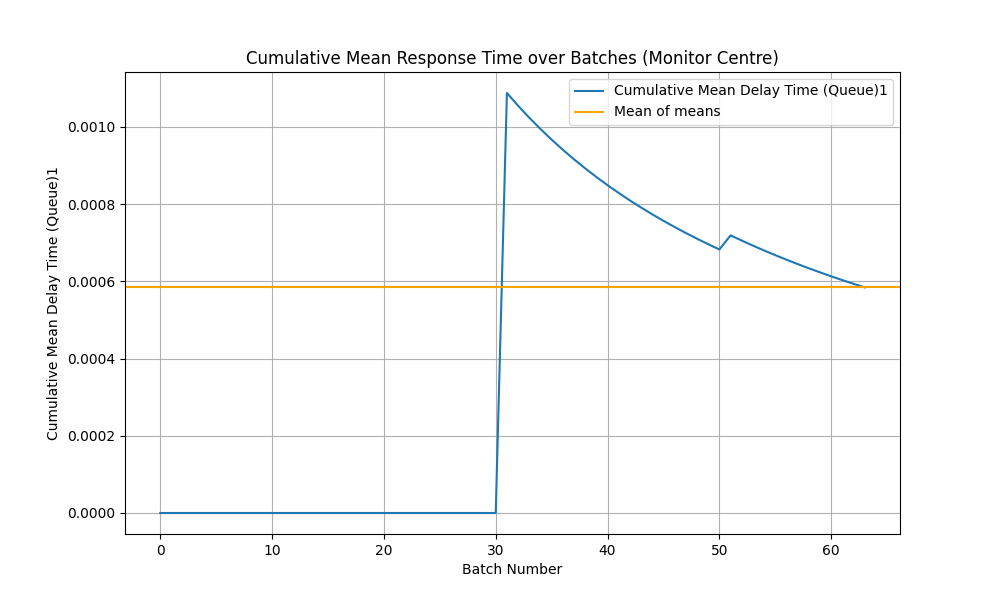 Cumulative Mean Response Time over Batches (Monitor Centre)
Cumulative Mean Delay Time (Queue)1
Mean of means
Cumulative Mean Delay Time (Queue)1
0.0010
0.0008
0.0006
0.0004
0.0002
0.0000
0 10 20 30 40 50 60
Batch Number